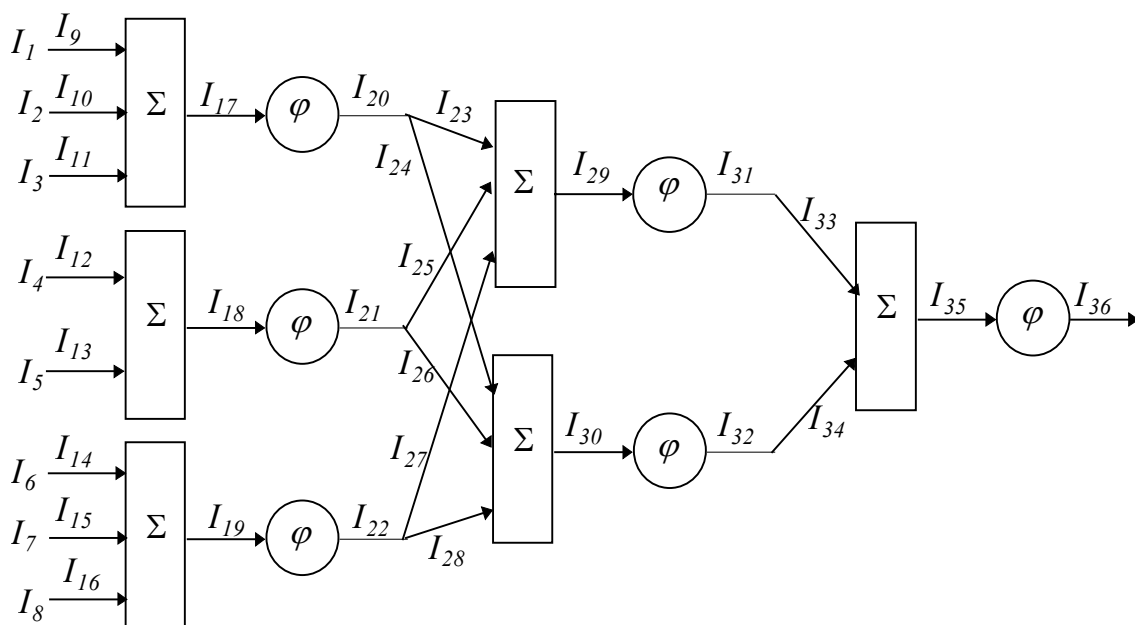 I₁ I₉
I₂ I₁₀
I₃ I₁₁
Σ
I₁₇
φ
I₂₀
I₂₃
I₂₄
I₄ I₁₂
I₅ I₁₃
Σ
I₁₈
φ
I₂₁
I₂₅
I₂₆
I₆ I₁₄
I₇ I₁₅
I₈ I₁₆
Σ
I₁₉
φ
I₂₂
I₂₇
I₂₈
Σ
I₂₉
φ
I₃₁
I₃₃
Σ
I₃₀
φ
I₃₂
I₃₄
Σ
I₃₅
φ
I₃₆